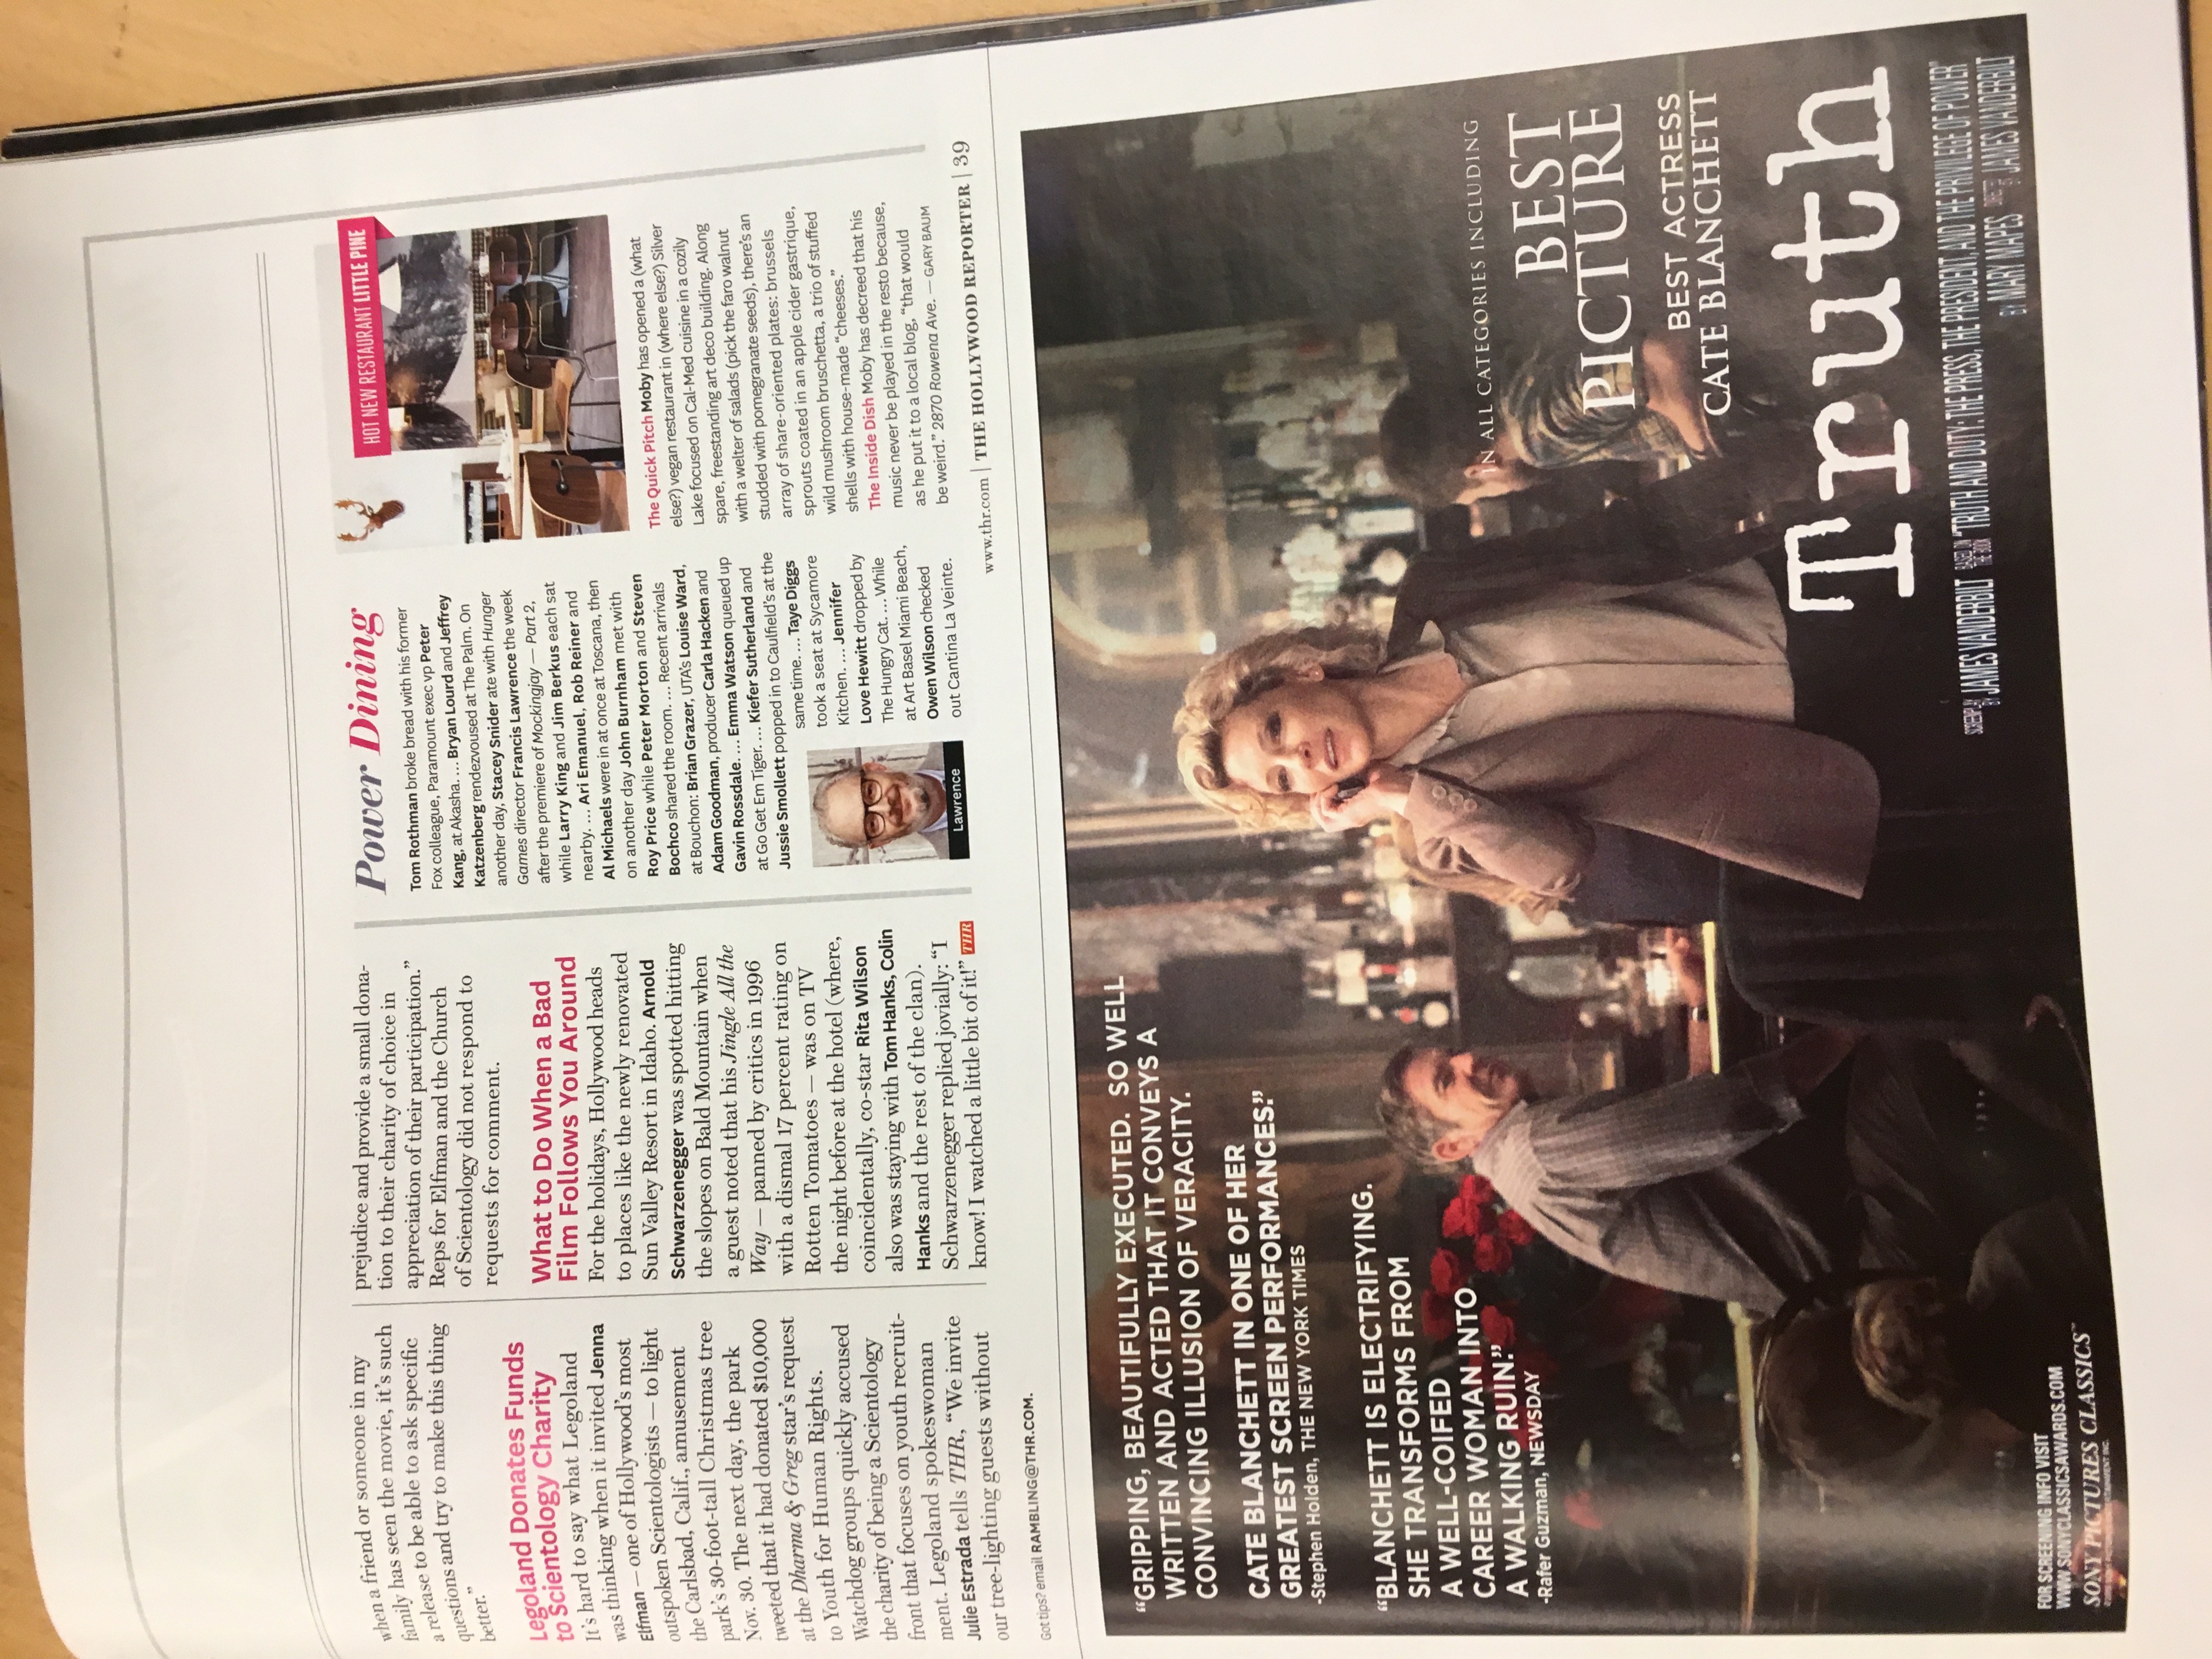 when a friend or someone in my
family has seen the movie, it's such
a release to be able to ask specific
questions and try to make this thing
better."
Legoland Donates Funds
to Scientology Charity
It's hard to say what Legoland
was thinking when it invited Jenna
Elfman — one of Hollywood's most
outspoken Scientologists — to light
the Carlsbad, Calif., amusement
park's 30-foot-tall Christmas tree
Nov. 30. The next day, the park
tweeted that it had donated $10,000
at the Dharma & Greg star's request
to Youth for Human Rights.
Watchdog groups quickly accused
the charity of being a Scientology
front that focuses on youth recruit-
ment. Legoland spokeswoman
Julie Estrada tells THR, "We invite
our tree-lighting guests without
Got tips? email RAMBLING@THR.COM.
prejudice and provide a small dona-
tion to their charity of choice in
appreciation of their participation."
Reps for Elfman and the Church
of Scientology did not respond to
requests for comment.
What to Do When a Bad
Film Follows You Around
For the holidays, Hollywood heads
to places like the newly renovated
Sun Valley Resort in Idaho. Arnold
Schwarzenegger was spotted hitting
the slopes on Bald Mountain when
a guest noted that his Jingle All the
Way — panned by critics in 1996
with a dismal 17 percent rating on
Rotten Tomatoes — was on TV
the night before at the hotel (where,
coincidentally, co-star Rita Wilson
also was staying with Tom Hanks, Colin
Hanks and the rest of the clan).
Schwarzenegger replied jovially: "I
know! I watched a little bit of it!" THR
Power Dining
Tom Rothman broke bread with his former
Fox colleague, Paramount exec vp Peter
Kang, at Akasha. ... Bryan Lourd and Jeffrey
Katzenberg rendezvoused at The Palm. On
another day, Stacey Snider ate with Hunger
Games director Francis Lawrence the week
after the premiere of Mockingjay — Part 2,
while Larry King and Jim Berkus each sat
nearby. ... Ari Emanuel, Rob Reiner and
Al Michaels were in at once at Toscana, then
on another day John Burnham met with
Roy Price while Peter Morton and Steven
Bochco shared the room. ... Recent arrivals
at Bouchon: Brian Grazer, UTA's Louise Ward,
Adam Goodman, producer Carla Hacken and
Gavin Rossdale. ... Emma Watson queued up
at Go Get Em Tiger. ... Kiefer Sutherland and
Jussie Smollett popped in to Caulfield's at the
same time. ... Taye Diggs
took a seat at Sycamore
Kitchen. ... Jennifer
Love Hewitt dropped by
The Hungry Cat. ... While
at Art Basel Miami Beach,
Owen Wilson checked
out Cantina La Veinte.
Lawrence
HOT NEW RESTAURANT LITTLE PINE
The Quick Pitch Moby has opened a (what
else?) vegan restaurant in (where else?) Silver
Lake focused on Cal-Med cuisine in a cozily
spare, freestanding art deco building. Along
with a welter of salads (pick the faro walnut
studded with pomegranate seeds), there's an
array of share-oriented plates: brussels
sprouts coated in an apple cider gastrique,
wild mushroom bruschetta, a trio of stuffed
shells with house-made "cheeses."
The Inside Dish Moby has decreed that his
music never be played in the resto because,
as he put it to a local blog, "that would
be weird." 2870 Rowena Ave. — GARY BAUM
www.thr.com | THE HOLLYWOOD REPORTER | 39
"GRIPPING, BEAUTIFULLY EXECUTED. SO WELL
WRITTEN AND ACTED THAT IT CONVEYS A
CONVINCING ILLUSION OF VERACITY.
CATE BLANCHETT IN ONE OF HER
GREATEST SCREEN PERFORMANCES."
-Stephen Holden, THE NEW YORK TIMES
"BLANCHETT IS ELECTRIFYING.
SHE TRANSFORMS FROM
A WELL-COIFED
CAREER WOMAN INTO
A WALKING RUIN."
-Rafer Guzman, NEWSDAY
IN ALL CATEGORIES INCLUDING
BEST
PICTURE
BEST ACTRESS
CATE BLANCHETT
Truth
SCREENPLAY BY JAMES VANDERBILT BASED ON THE BOOK "TRUTH AND DUTY: THE PRESS, THE PRESIDENT, AND THE PRIVILEGE OF POWER"
BY MARY MAPES DIRECTED BY JAMES VANDERBILT
FOR SCREENING INFO VISIT
WWW.SONYCLASSICSAWARDS.COM
SONY PICTURES CLASSICS™